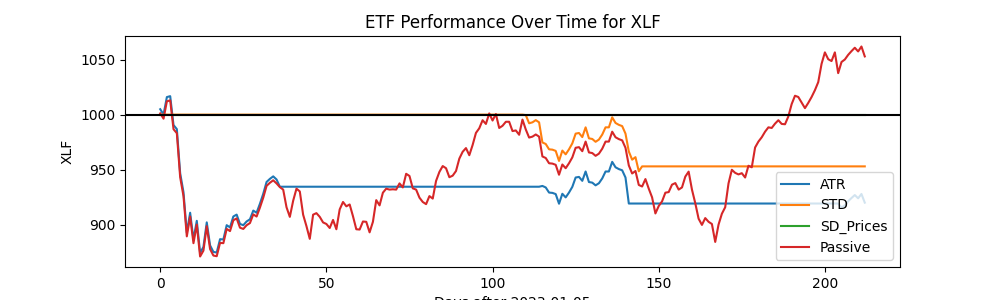 ETF Performance Over Time for XLF
1050
1000
950
900
XLF
0
50
100
150
200
ATR
STD
SD_Prices
Passive
Days after 2023-01-05